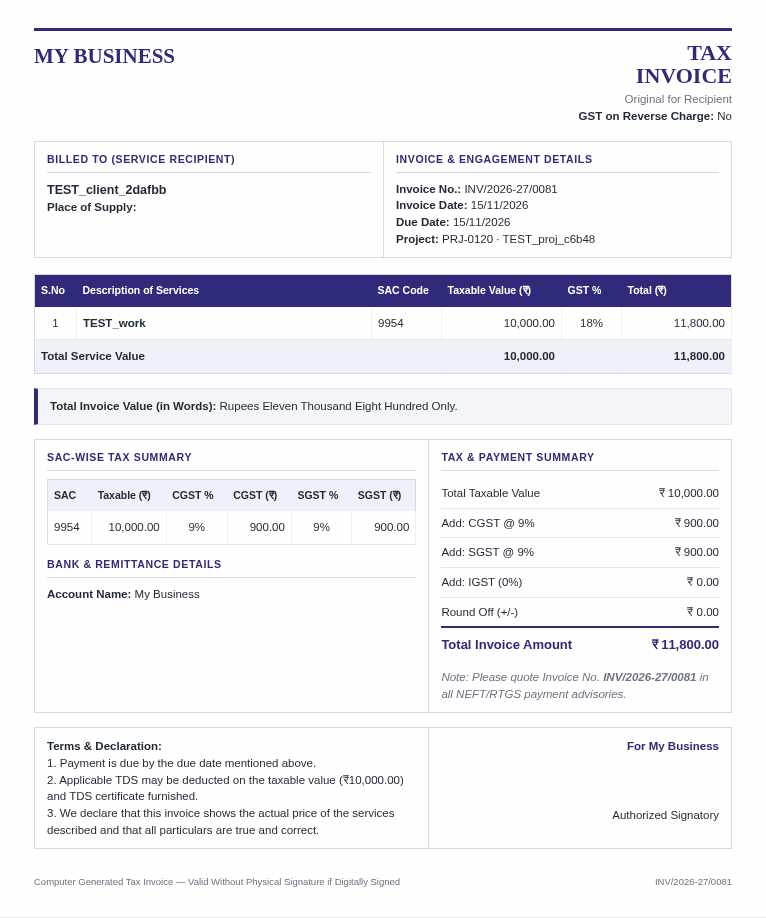 MY BUSINESS
TAX
INVOICE
Original for Recipient
GST on Reverse Charge: No
BILLED TO (SERVICE RECIPIENT)
TEST_client_2dafbb
Place of Supply:
INVOICE & ENGAGEMENT DETAILS
Invoice No.: INV/2026-27/0081
Invoice Date: 15/11/2026
Due Date: 15/11/2026
Project: PRJ-0120 · TEST_proj_c6b48
S.No Description of Services SAC Code Taxable Value (₹) GST % Total (₹)
1 TEST_work 9954 10,000.00 18% 11,800.00
Total Service Value 10,000.00 11,800.00
Total Invoice Value (in Words): Rupees Eleven Thousand Eight Hundred Only.
SAC-WISE TAX SUMMARY
SAC Taxable (₹) CGST % CGST (₹) SGST % SGST (₹)
9954 10,000.00 9% 900.00 9% 900.00
BANK & REMITTANCE DETAILS
Account Name: My Business
TAX & PAYMENT SUMMARY
Total Taxable Value ₹ 10,000.00
Add: CGST @ 9% ₹ 900.00
Add: SGST @ 9% ₹ 900.00
Add: IGST (0%) ₹ 0.00
Round Off (+/-) ₹ 0.00
Total Invoice Amount ₹ 11,800.00
Note: Please quote Invoice No. INV/2026-27/0081 in
all NEFT/RTGS payment advisories.
Terms & Declaration:
1. Payment is due by the due date mentioned above.
2. Applicable TDS may be deducted on the taxable value (₹10,000.00)
and TDS certificate furnished.
3. We declare that this invoice shows the actual price of the services
described and that all particulars are true and correct.
For My Business
Authorized Signatory
Computer Generated Tax Invoice — Valid Without Physical Signature if Digitally Signed INV/2026-27/0081